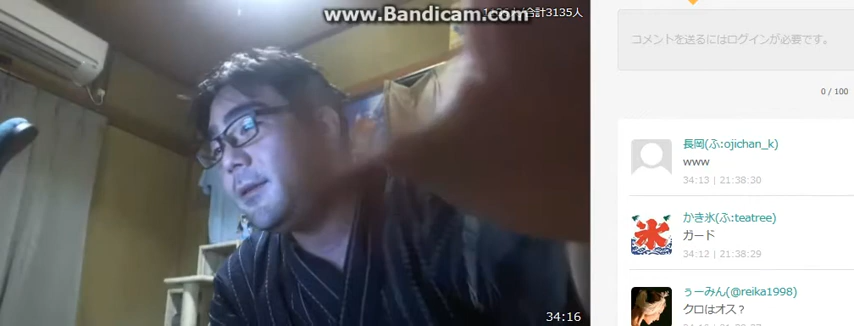 www.Bandicam.com
合計3135人
34:16
コメントを送るにはログインが必要です。
0 / 100
長岡(ふ:ojichan_k)
www
34:13 | 21:38:30
かき氷(ふ:teatree)
氷
ガード
34:12 | 21:38:29
ぅーみん(@reika1998)
クロはオス？